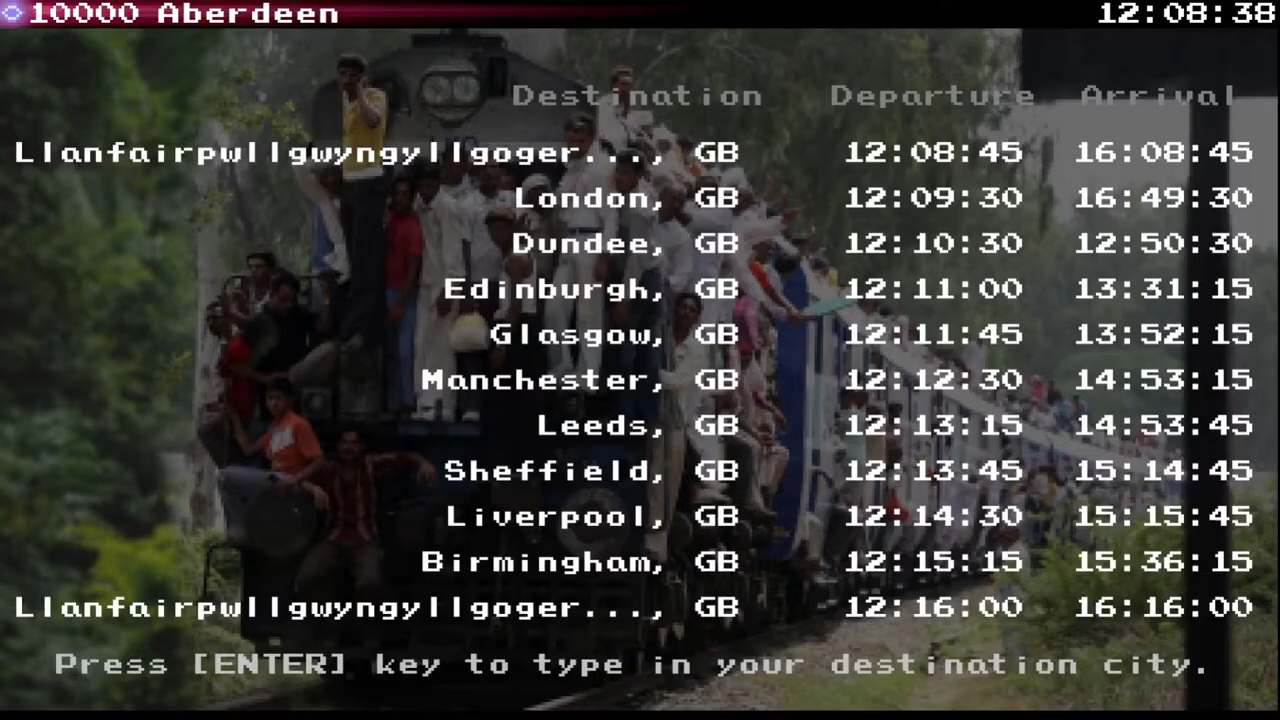 10000 Aberdeen 12:08:38
Destination Departure Arrival
Llanfairpwllgwyngyllgoger..., GB 12:08:45 16:08:45
London, GB 12:09:30 16:49:30
Dundee, GB 12:10:30 12:50:30
Edinburgh, GB 12:11:00 13:31:15
Glasgow, GB 12:11:45 13:52:15
Manchester, GB 12:12:30 14:53:15
Leeds, GB 12:13:15 14:53:45
Sheffield, GB 12:13:45 15:14:45
Liverpool, GB 12:14:30 15:15:45
Birmingham, GB 12:15:15 15:36:15
Llanfairpwllgwyngyllgoger..., GB 12:16:00 16:16:00
Press [ENTER] key to type in your destination city.